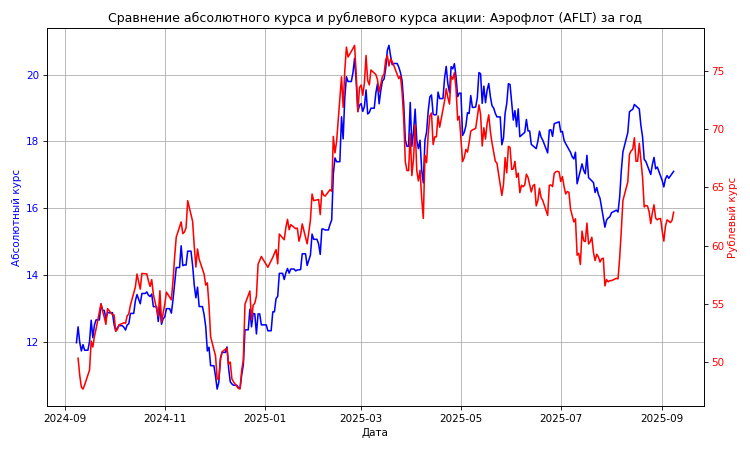 Сравнение абсолютного курса и рублевого курса акции: Аэрофлот (AFLT) за год
Абсолютный курс
20
18
16
14
12
75
70
65
60
55
50
Рублевый курс
2024-09 2024-11 2025-01 2025-03 2025-05 2025-07 2025-09
Дата